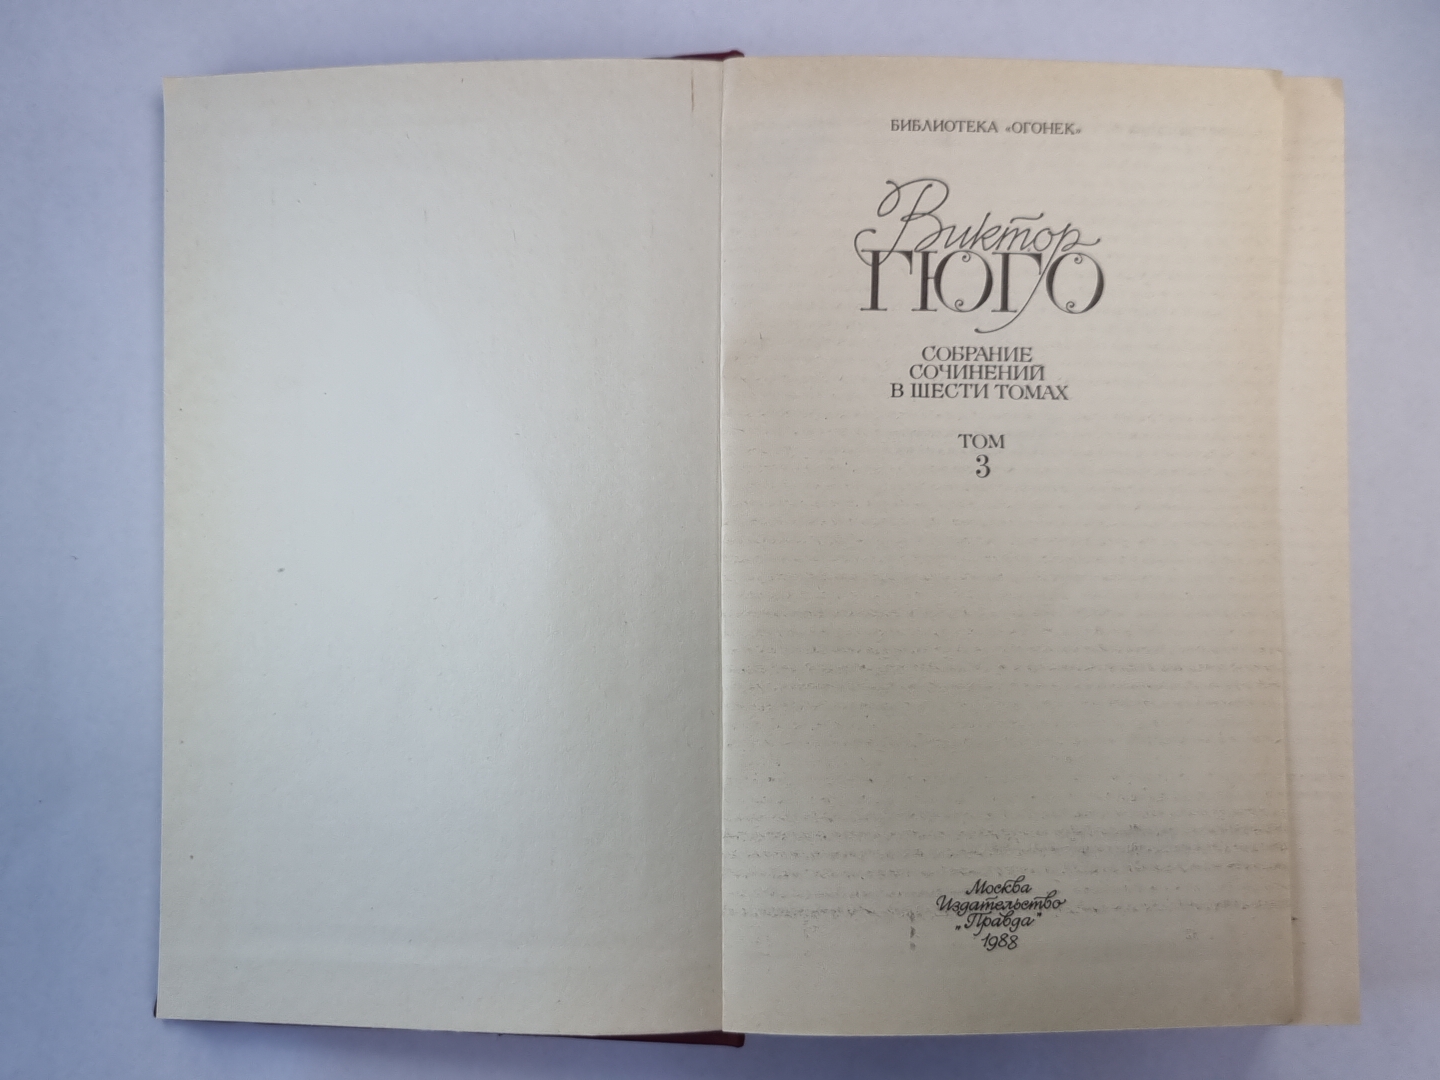 БИБЛИОТЕКА «ОГОНЕК»
Виктор
ГЮГО
СОБРАНИЕ
СОЧИНЕНИЙ
В ШЕСТИ ТОМАХ
ТОМ
3
Москва
Издательство
„Правда"
1988